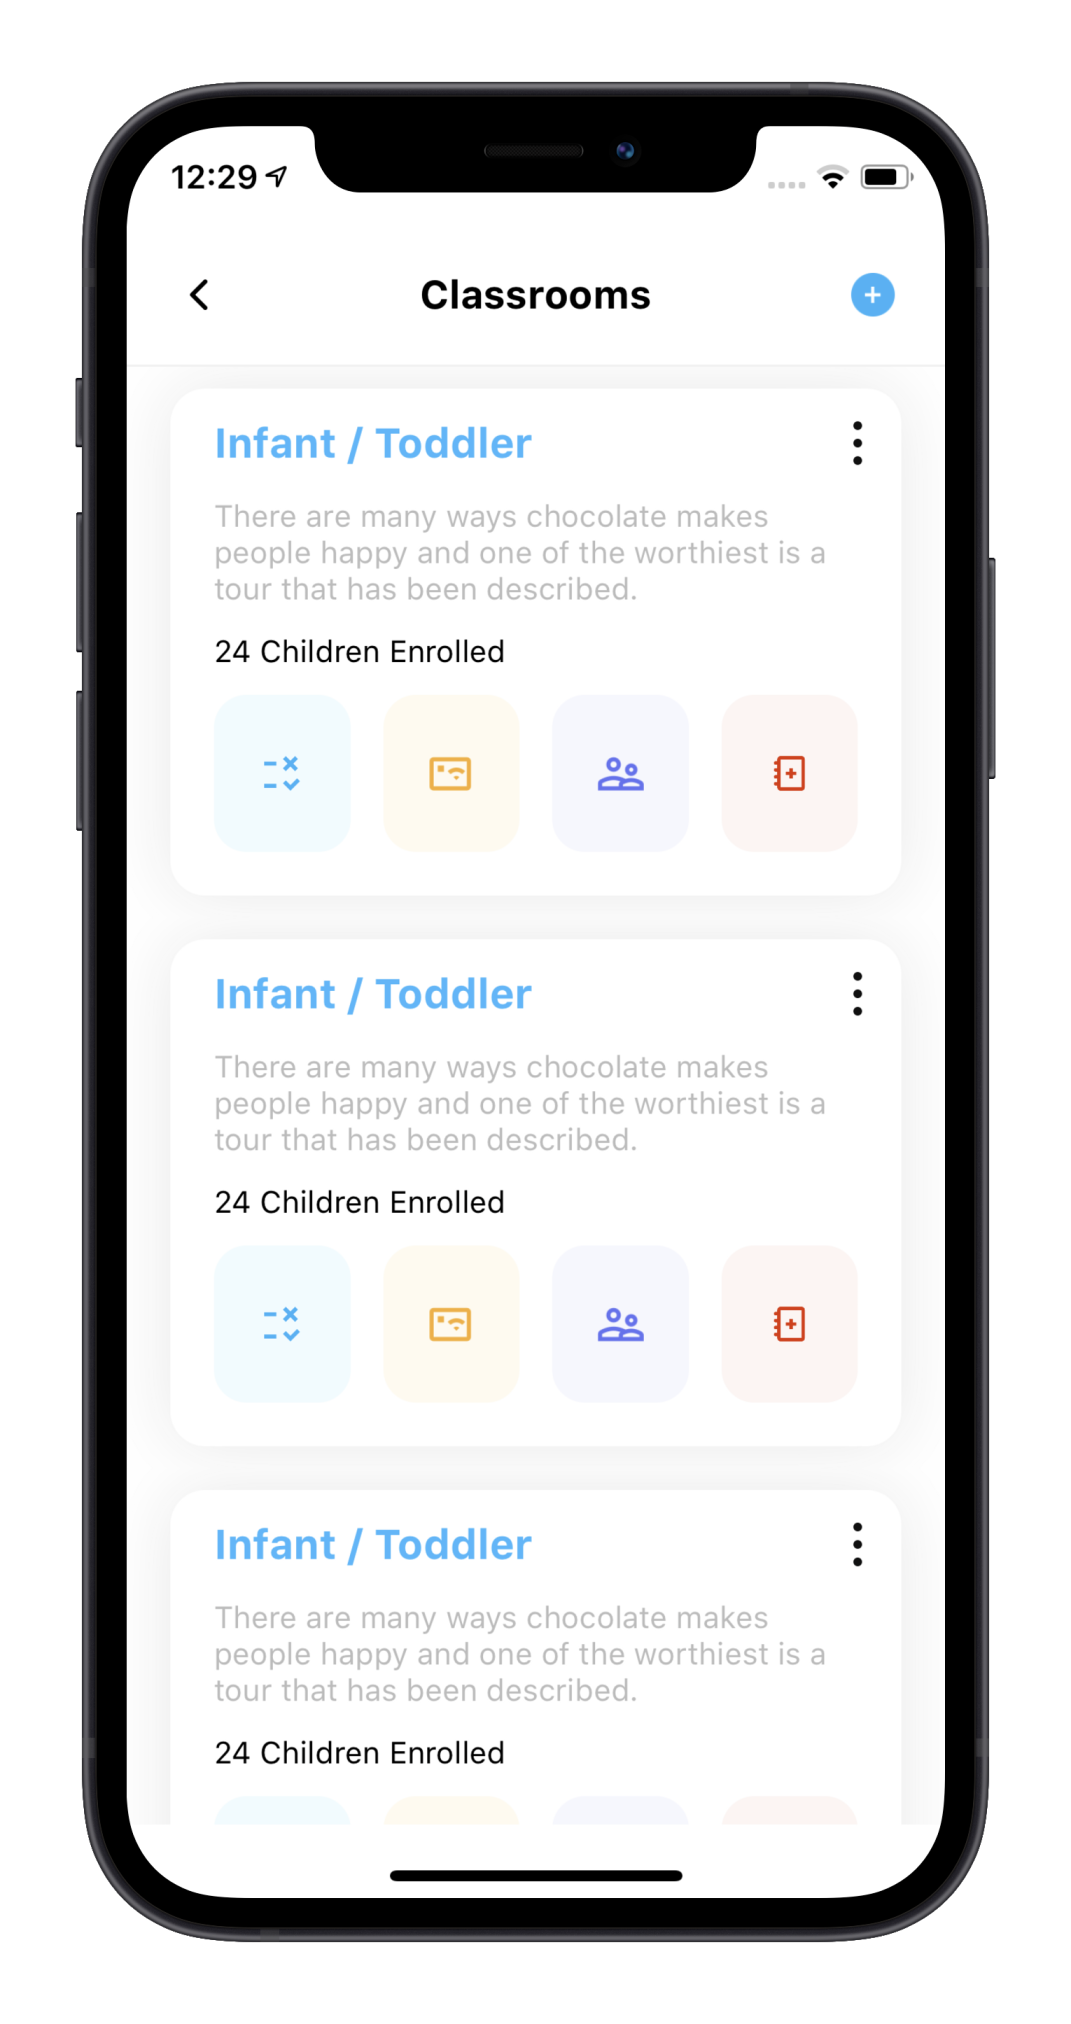 12:29
Classrooms
Infant / Toddler
There are many ways chocolate makes
people happy and one of the worthiest is a
tour that has been described.
24 Children Enrolled
Infant / Toddler
There are many ways chocolate makes
people happy and one of the worthiest is a
tour that has been described.
24 Children Enrolled
Infant / Toddler
There are many ways chocolate makes
people happy and one of the worthiest is a
tour that has been described.
24 Children Enrolled